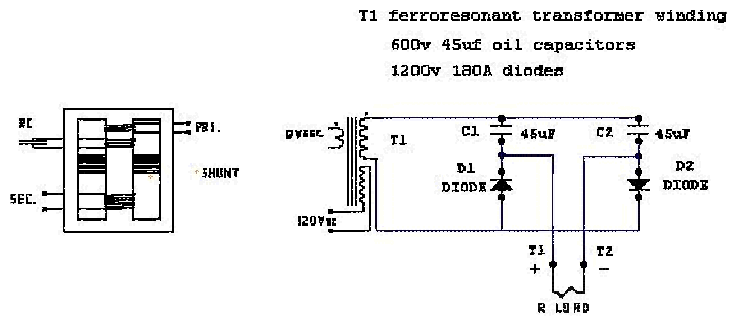 T1 ferroresonant transformer winding
600v 45uf oil capacitors
1200v 180A diodes
PRI.
SHUNT
SEC.
T1
C1
45uF
C2
45uF
D1
DIODE
D2
DIODE
120Vac
T1
T2
+
-
R LOAD